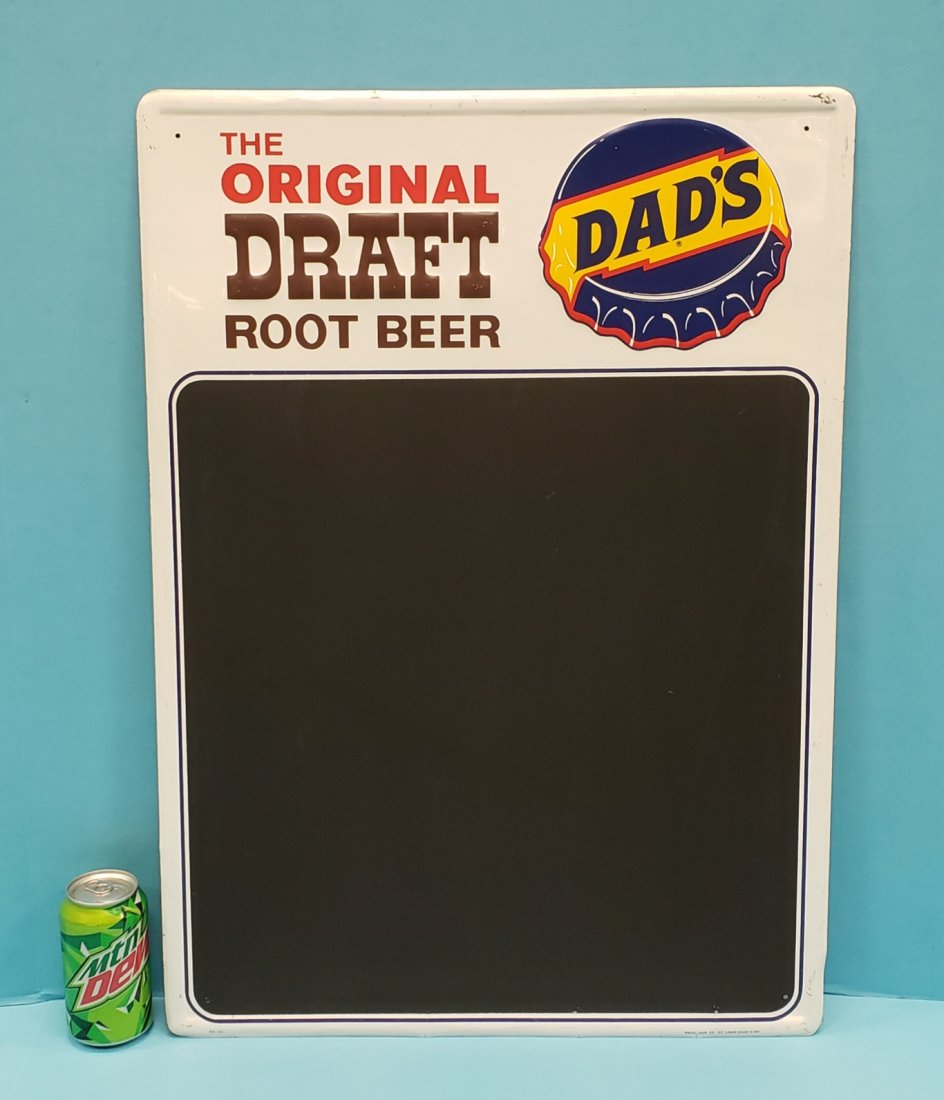 THE
ORIGINAL
DRAFT
ROOT BEER
DAD'S
®
Mtn
DEW